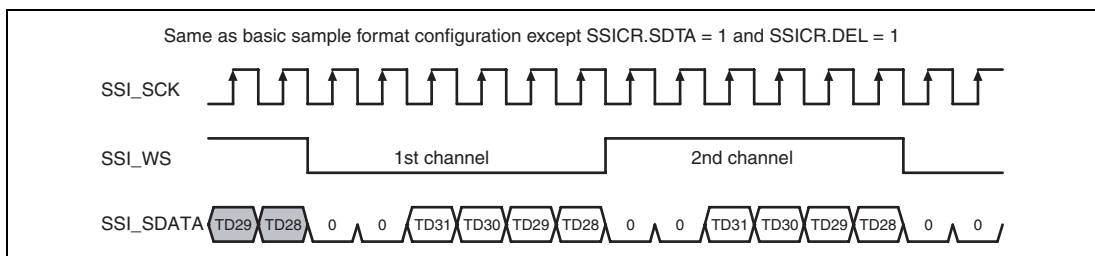 Same as basic sample format configuration except SSICR.SDTA = 1 and SSICR.DEL = 1
SSI_SCK
SSI_WS 1st channel 2nd channel
SSI_SDATA TD29 TD28 0 0 TD31 TD30 TD29 TD28 0 0 TD31 TD30 TD29 TD28 0 0